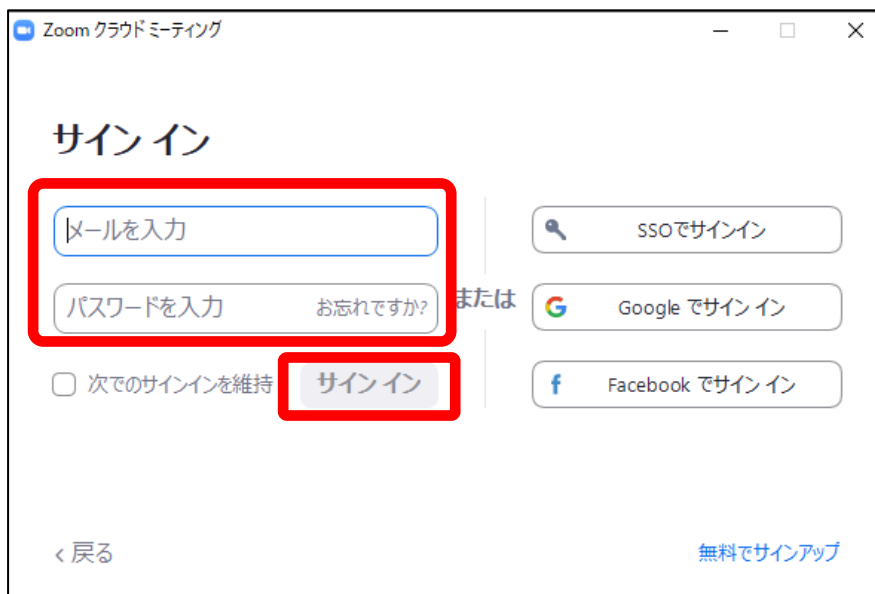 Zoom クラウド ミーティング
サイン イン
メールを入力
パスワードを入力 お忘れですか?
次でのサインインを維持 サイン イン
または
SSOでサインイン
Google でサイン イン
Facebook でサイン イン
< 戻る
無料でサインアップ